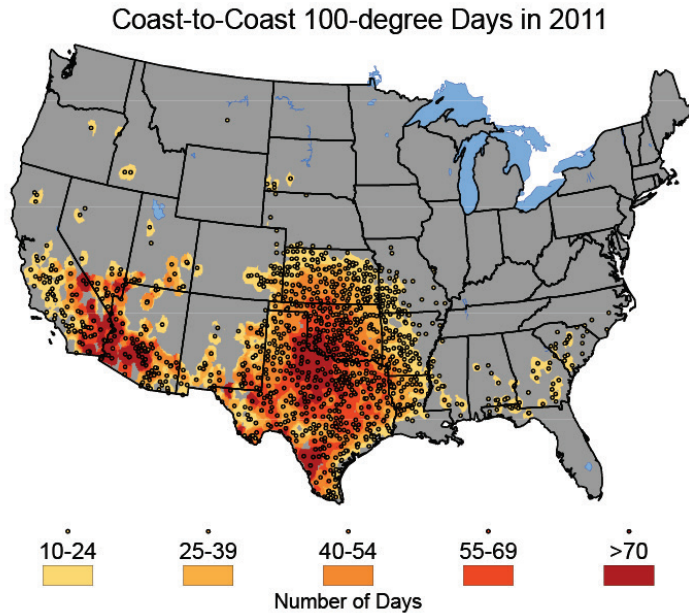 Coast-to-Coast 100-degree Days in 2011
10-24 25-39 40-54 55-69 >70
Number of Days